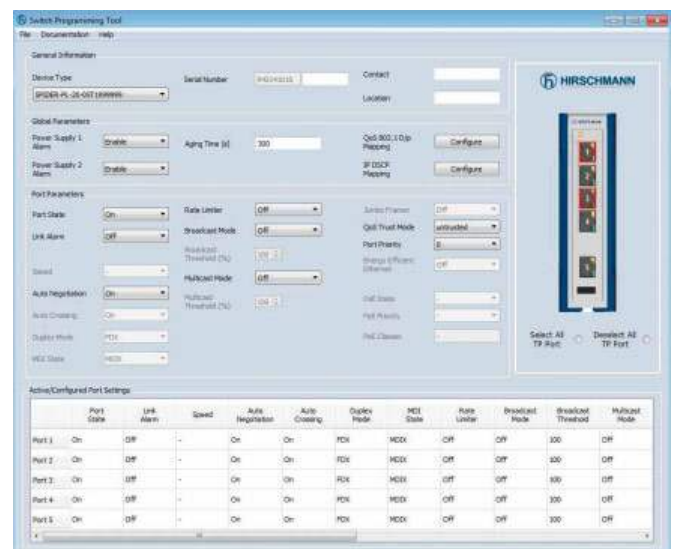 Switch Programming Tool
File Documentation Help
General Information
Device Type
Serial Number
Contact
Location
HIRSCHMANN
Global Parameters
Power Supply 1 Alarm
Enable
Aging Time [s]
300
QoS 802.1D/p Mapping
Configure
Power Supply 2 Alarm
Enable
IP DSCP Mapping
Configure
Port Parameters
Port State
On
Rate Limiter
Off
Jumbo Frames
Off
Link Alarm
Off
Broadcast Mode
Off
QoS Trust Mode
untrusted
Broadcast Threshold (%)
100
Port Priority
0
Speed
-
Multicast Mode
Off
Energy Efficient Ethernet
Off
Auto Negotiation
On
Multicast Threshold (%)
100
PoE State
-
Auto Crossing
On
PoE Priority
-
Duplex Mode
FDX
PoE Classes
-
MDI State
MDIX
Select All TP Port
Deselect All TP Port
Active/Configured Port Settings
Port State Link Alarm Speed Auto Negotiation Auto Crossing Duplex Mode MDI State Rate Limiter Broadcast Mode Broadcast Threshold Multicast Mode
Port 1 On Off - On On FDX MDIX Off Off 100 Off
Port 2 On Off - On On FDX MDIX Off Off 100 Off
Port 3 On Off - On On FDX MDIX Off Off 100 Off
Port 4 On Off - On On FDX MDIX Off Off 100 Off
Port 5 On Off - On On FDX MDIX Off Off 100 Off